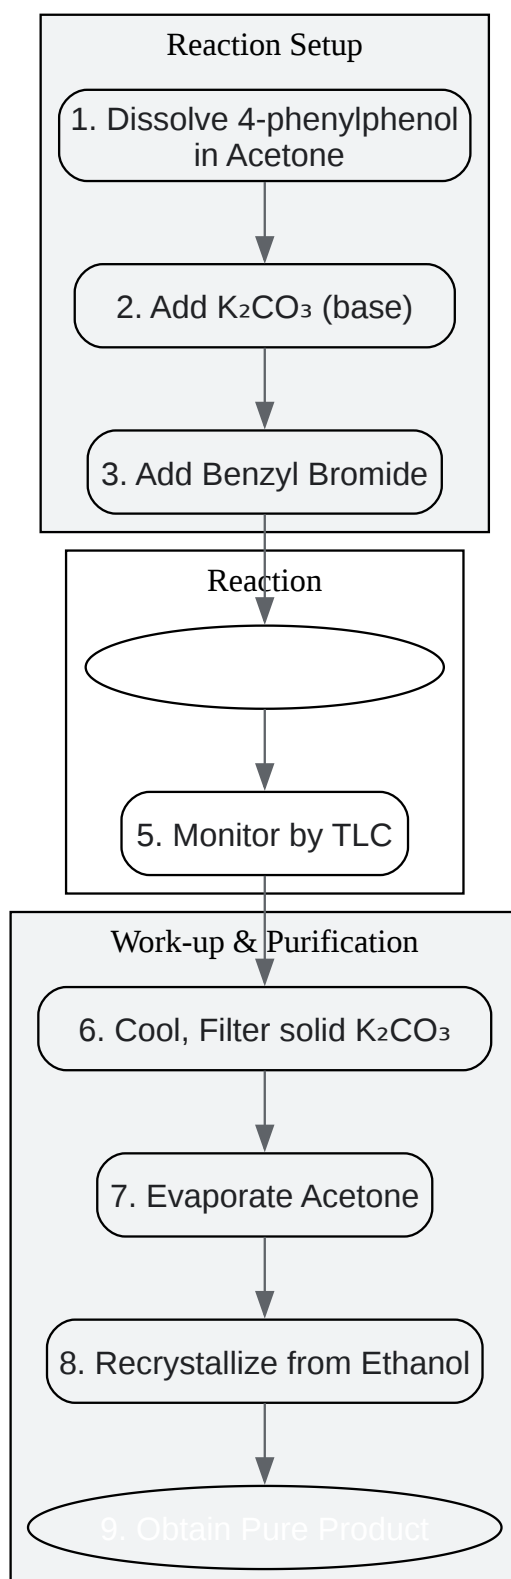 Reaction Setup
1. Dissolve 4-phenylphenol
in Acetone
2. Add K₂CO₃ (base)
3. Add Benzyl Bromide
Reaction
5. Monitor by TLC
Work-up & Purification
6. Cool, Filter solid K₂CO₃
7. Evaporate Acetone
8. Recrystallize from Ethanol
9. Obtain Pure Product